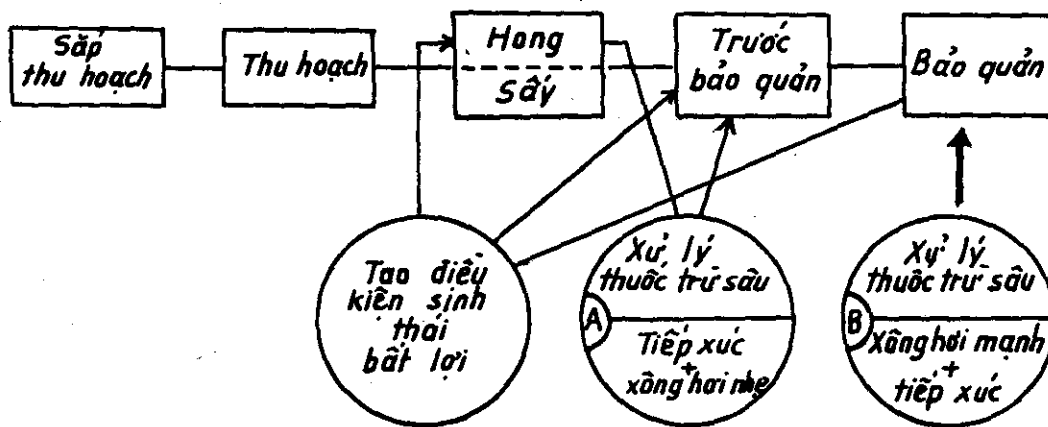 Sắp
thu hoạch
Thu hoạch
Hong
Sấy
Trước
bảo quản
Bảo quản
Tạo điều
kiện sinh
thái
bất lợi
Xử lý
thuốc trừ sâu
A
Tiếp xúc
+
xông hơi nhẹ
Xử lý
thuốc trừ sâu
B
Xông hơi mạnh
+
tiếp xúc